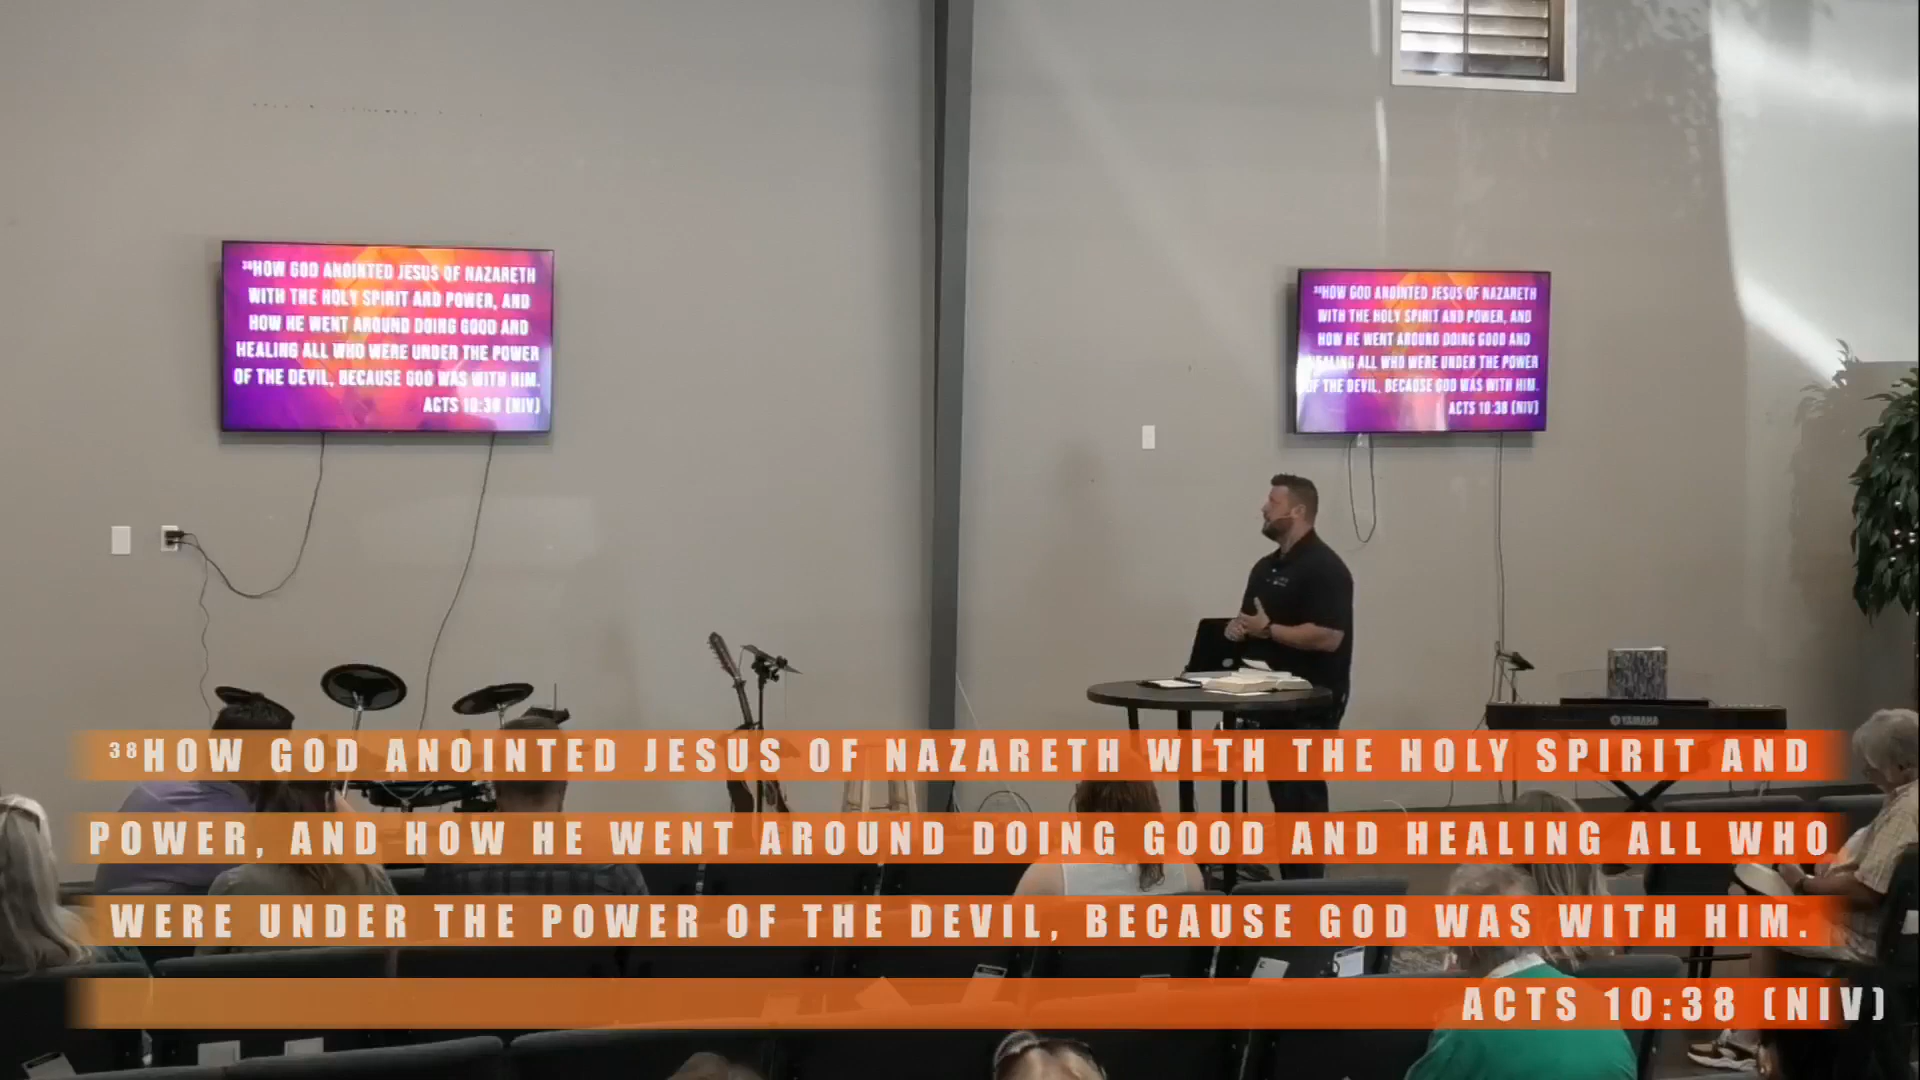 ³⁸HOW GOD ANOINTED JESUS OF NAZARETH
WITH THE HOLY SPIRIT AND POWER, AND
HOW HE WENT AROUND DOING GOOD AND
HEALING ALL WHO WERE UNDER THE POWER
OF THE DEVIL, BECAUSE GOD WAS WITH HIM.
ACTS 10:38 (NIV)
³⁸HOW GOD ANOINTED JESUS OF NAZARETH
WITH THE HOLY SPIRIT AND POWER, AND
HOW HE WENT AROUND DOING GOOD AND
HEALING ALL WHO WERE UNDER THE POWER
OF THE DEVIL, BECAUSE GOD WAS WITH HIM.
ACTS 10:38 (NIV)
YAMAHA
³⁸HOW GOD ANOINTED JESUS OF NAZARETH WITH THE HOLY SPIRIT AND
POWER, AND HOW HE WENT AROUND DOING GOOD AND HEALING ALL WHO
WERE UNDER THE POWER OF THE DEVIL, BECAUSE GOD WAS WITH HIM.
ACTS 10:38 (NIV)